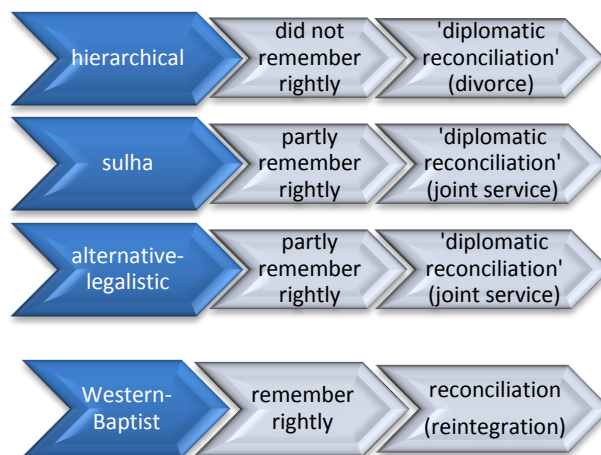 hierarchical
did not
remember
rightly
'diplomatic
reconciliation'
(divorce)
sulha
partly
remember
rightly
'diplomatic
reconciliation'
(joint service)
alternative-
legalistic
partly
remember
rightly
'diplomatic
reconciliation'
(joint service)
Western-
Baptist
remember
rightly
reconciliation
(reintegration)